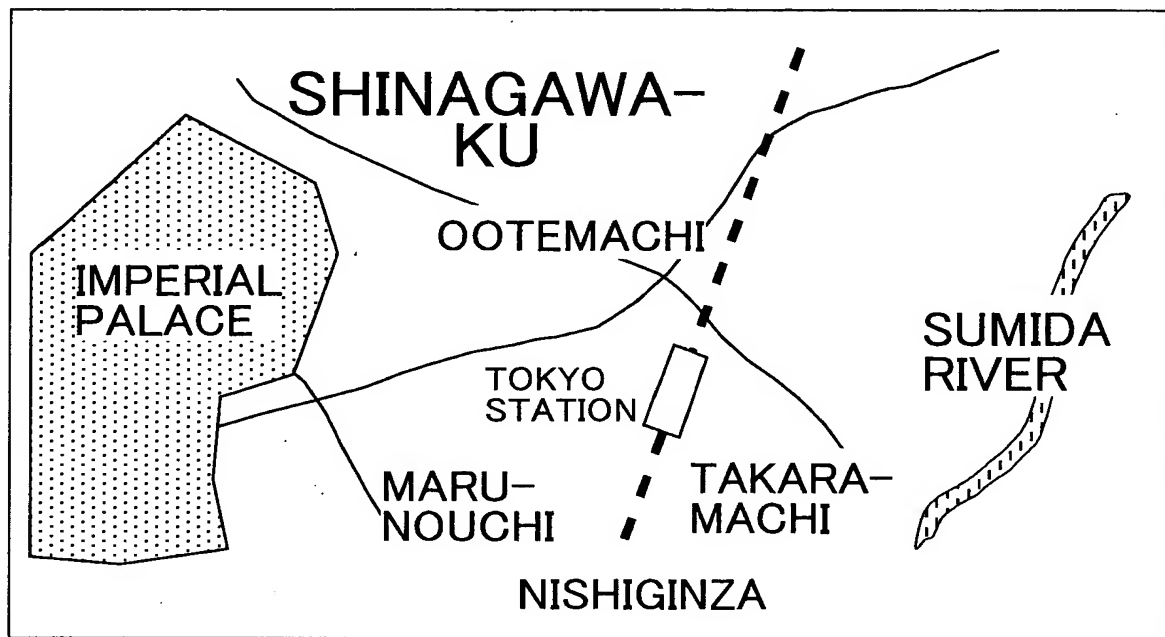 SHINAGAWA-
KU
OOTEMACHI
IMPERIAL
PALACE
SUMIDA
RIVER
TOKYO
STATION
MARU-
NOUCHI
TAKARA-
MACHI
NISHIGINZA